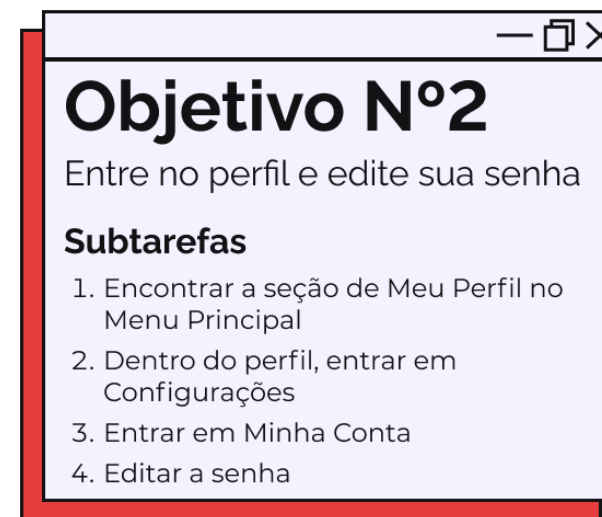 Objetivo Nº2
Entre no perfil e edite sua senha
Subtarefas
1. Encontrar a seção de Meu Perfil no
Menu Principal
2. Dentro do perfil, entrar em
Configurações
3. Entrar em Minha Conta
4. Editar a senha